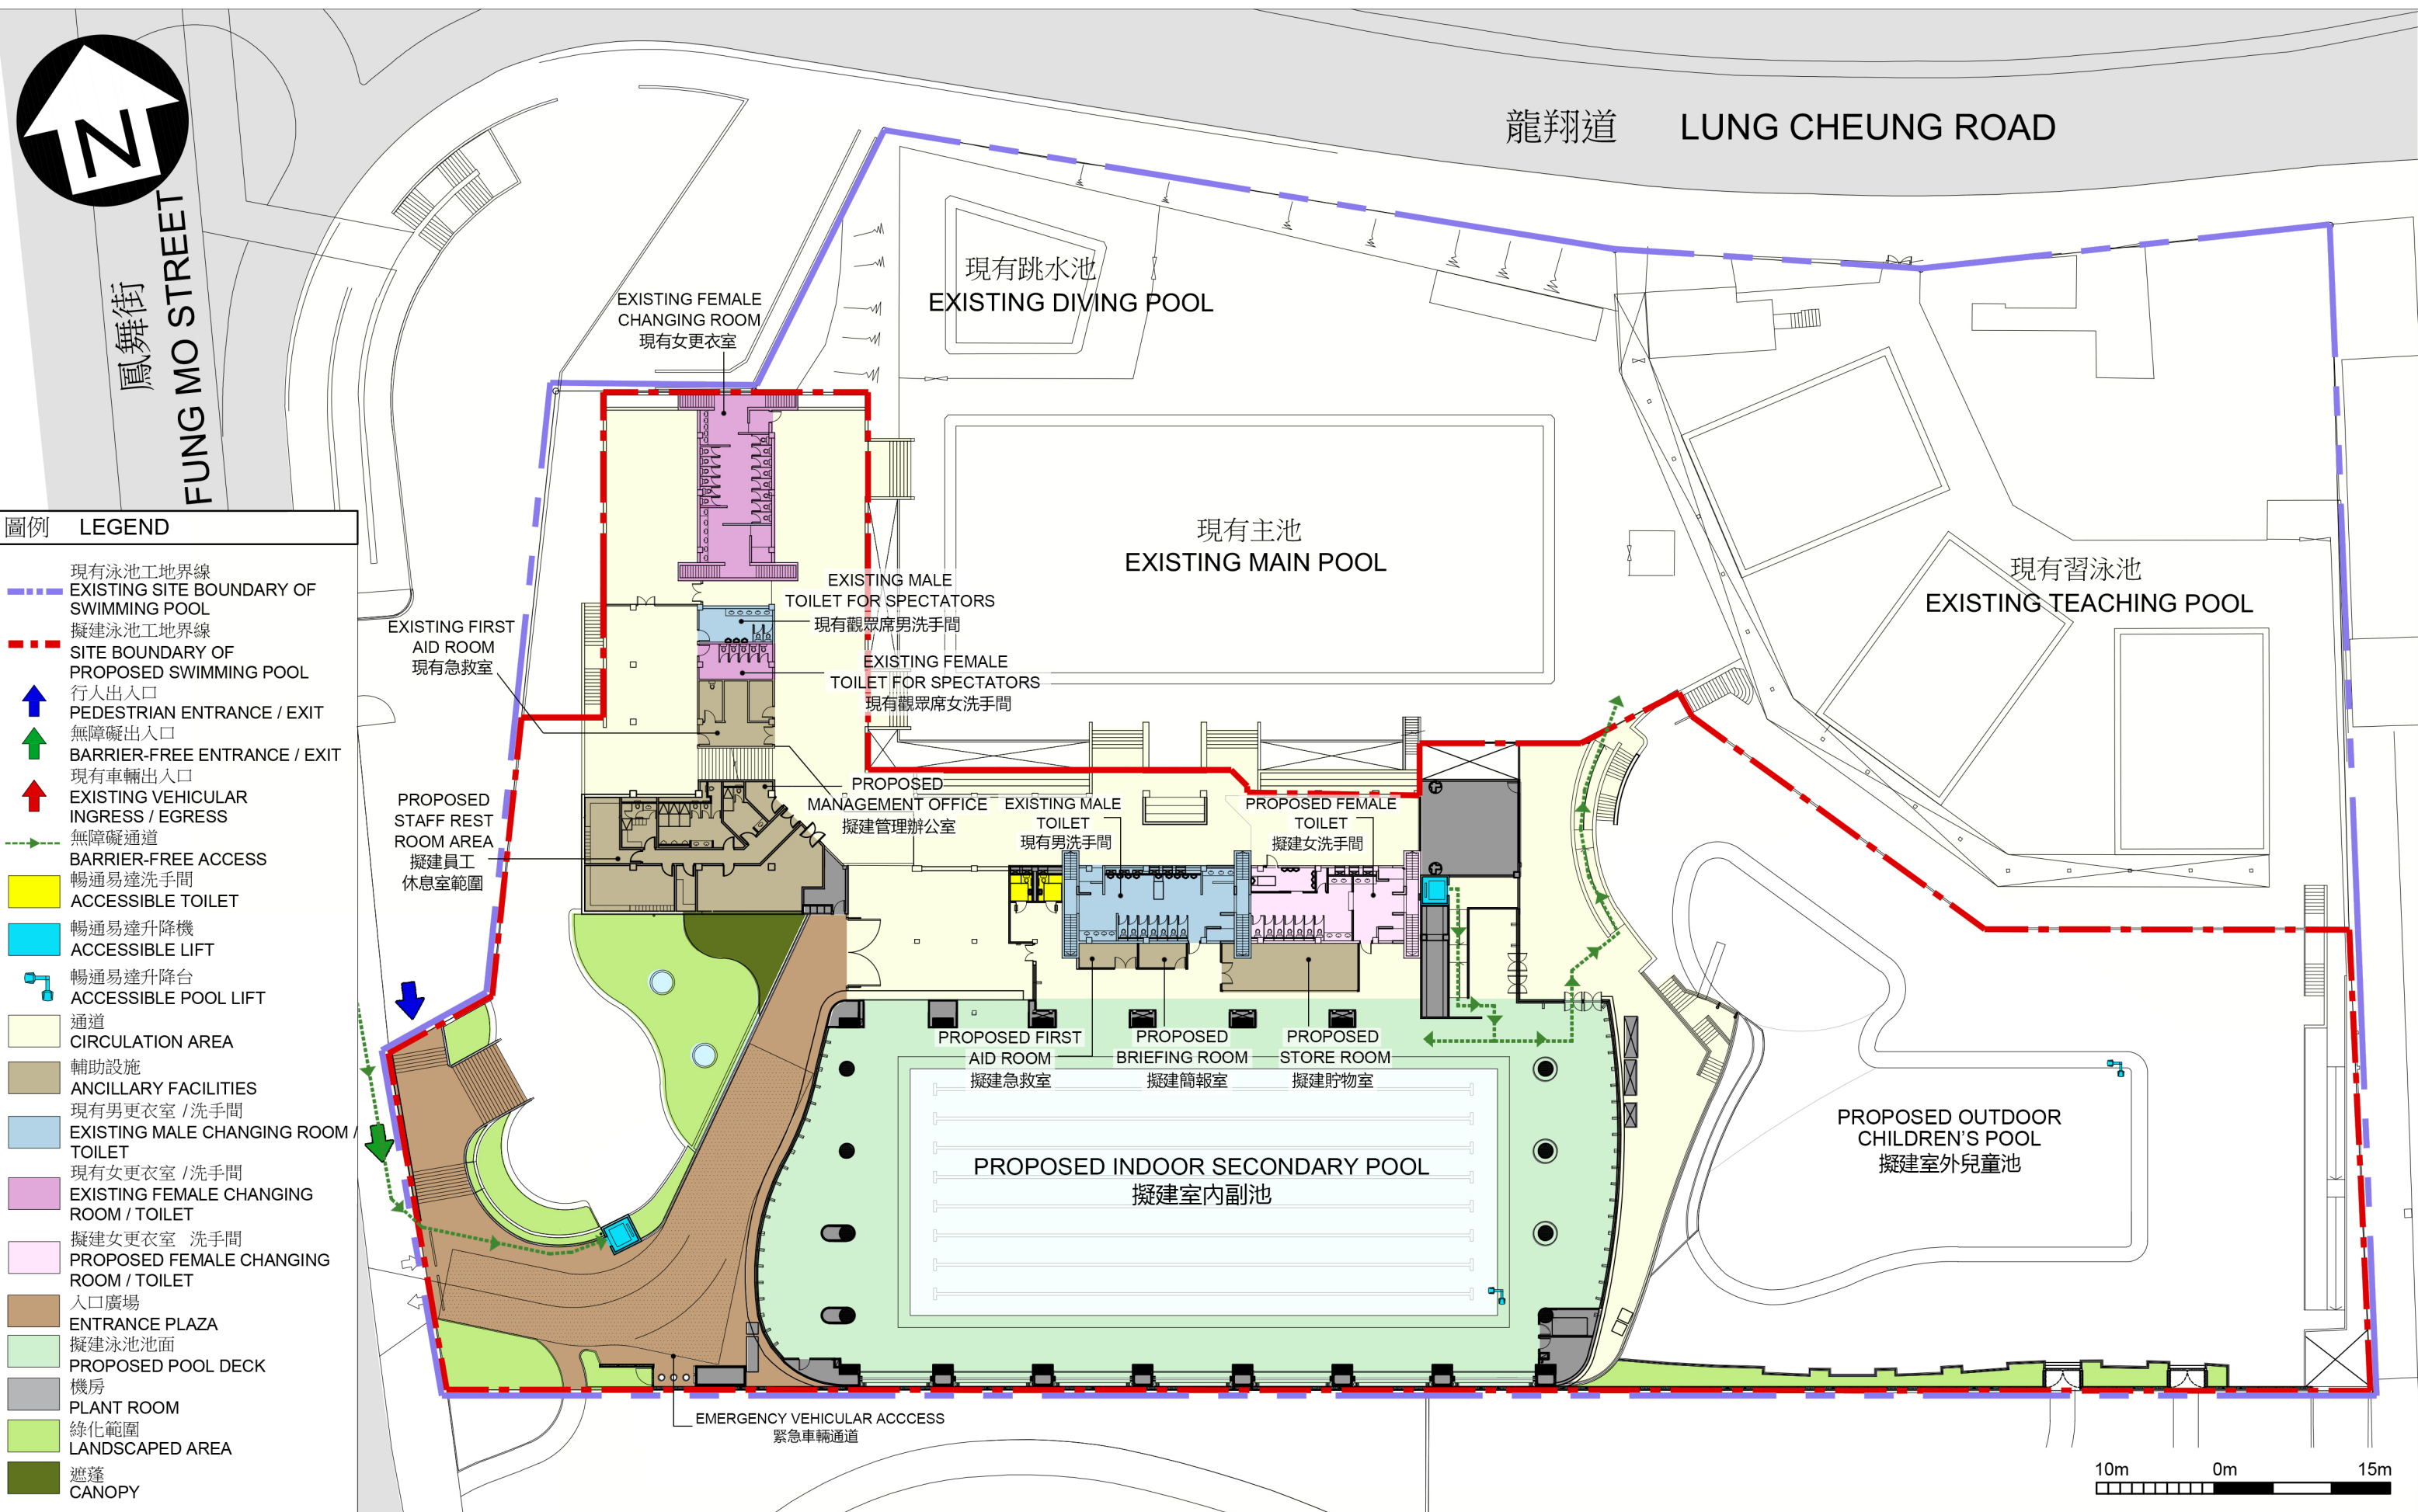 龍翔道 LUNG CHEUNG ROAD
N
鳳舞街
FUNG MO STREET
EXISTING FEMALE
CHANGING ROOM
現有女更衣室
現有跳水池
EXISTING DIVING POOL
現有主池
EXISTING MAIN POOL
現有習泳池
EXISTING TEACHING POOL
EXISTING MALE
TOILET FOR SPECTATORS
現有觀眾席男洗手間
EXISTING FIRST
AID ROOM
現有急救室
EXISTING FEMALE
TOILET FOR SPECTATORS
現有觀眾席女洗手間
PROPOSED
STAFF REST
ROOM AREA
擬建員工
休息室範圍
PROPOSED
MANAGEMENT OFFICE
擬建管理辦公室
EXISTING MALE
TOILET
現有男洗手間
PROPOSED FEMALE
TOILET
擬建女洗手間
PROPOSED FIRST
AID ROOM
擬建急救室
PROPOSED
BRIEFING ROOM
擬建簡報室
PROPOSED
STORE ROOM
擬建貯物室
PROPOSED INDOOR SECONDARY POOL
擬建室內副池
PROPOSED OUTDOOR
CHILDREN'S POOL
擬建室外兒童池
EMERGENCY VEHICULAR ACCCESS
緊急車輛通道
10m 0m 15m
圖例 LEGEND
現有泳池工地界線
EXISTING SITE BOUNDARY OF
SWIMMING POOL
擬建泳池工地界線
SITE BOUNDARY OF
PROPOSED SWIMMING POOL
行人出入口
PEDESTRIAN ENTRANCE / EXIT
無障礙出入口
BARRIER-FREE ENTRANCE / EXIT
現有車輛出入口
EXISTING VEHICULAR
INGRESS / EGRESS
無障礙通道
BARRIER-FREE ACCESS
暢通易達洗手間
ACCESSIBLE TOILET
暢通易達升降機
ACCESSIBLE LIFT
暢通易達升降台
ACCESSIBLE POOL LIFT
通道
CIRCULATION AREA
輔助設施
ANCILLARY FACILITIES
現有男更衣室 / 洗手間
EXISTING MALE CHANGING ROOM /
TOILET
現有女更衣室 / 洗手間
EXISTING FEMALE CHANGING
ROOM / TOILET
擬建女更衣室 洗手間
PROPOSED FEMALE CHANGING
ROOM / TOILET
入口廣場
ENTRANCE PLAZA
擬建泳池池面
PROPOSED POOL DECK
機房
PLANT ROOM
綠化範圍
LANDSCAPED AREA
遮蓬
CANOPY